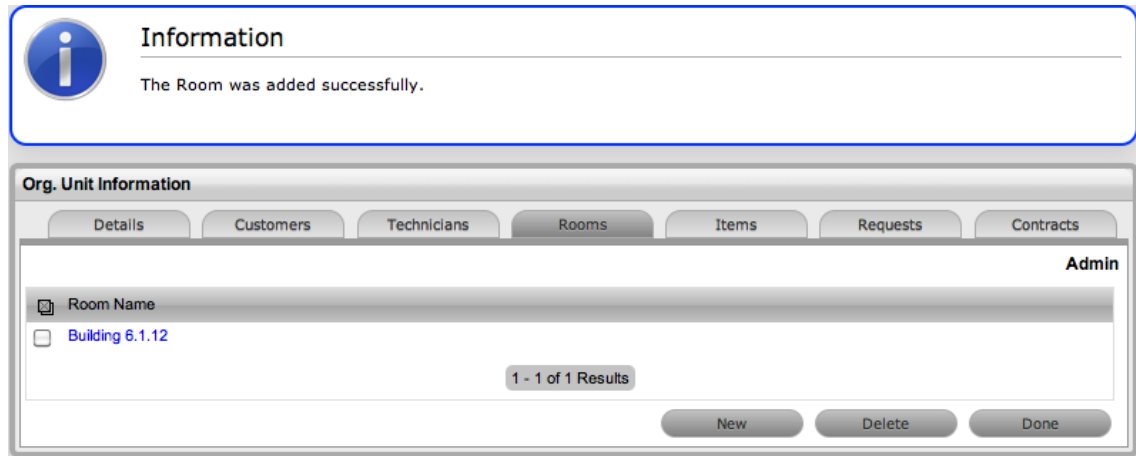 Information
The Room was added successfully.
Org. Unit Information
Details Customers Technicians Rooms Items Requests Contracts
Admin
Room Name
Building 6.1.12
1 - 1 of 1 Results
New Delete Done